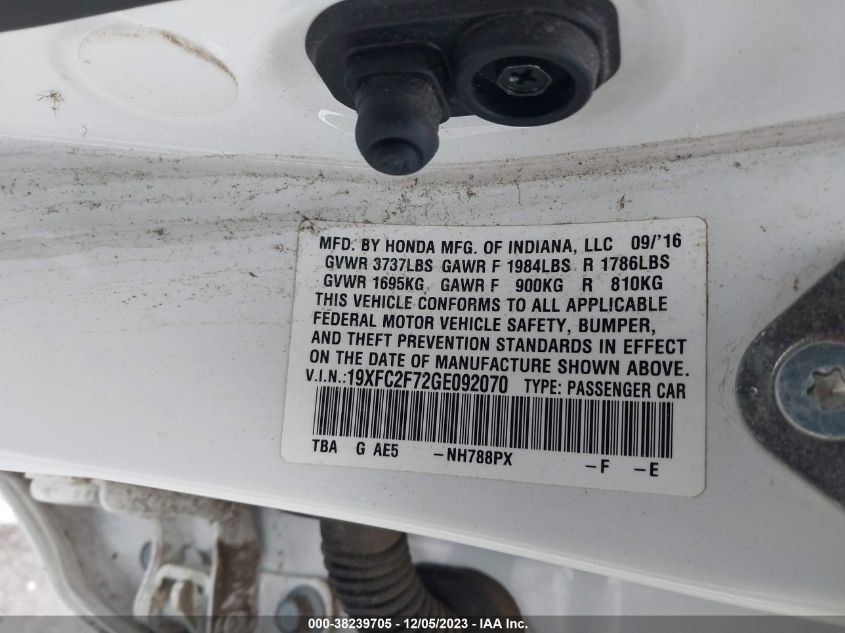 MFD. BY HONDA MFG. OF INDIANA, LLC 09/'16
GVWR 3737LBS GAWR F 1984LBS R 1786LBS
GVWR 1695KG GAWR F 900KG R 810KG
THIS VEHICLE CONFORMS TO ALL APPLICABLE
FEDERAL MOTOR VEHICLE SAFETY, BUMPER,
AND THEFT PREVENTION STANDARDS IN EFFECT
ON THE DATE OF MANUFACTURE SHOWN ABOVE.
V.I.N.:19XFC2F72GE092070 TYPE: PASSENGER CAR
TBA G AE5 -NH788PX -F -E
000-38239705 - 12/05/2023 - IAA Inc.